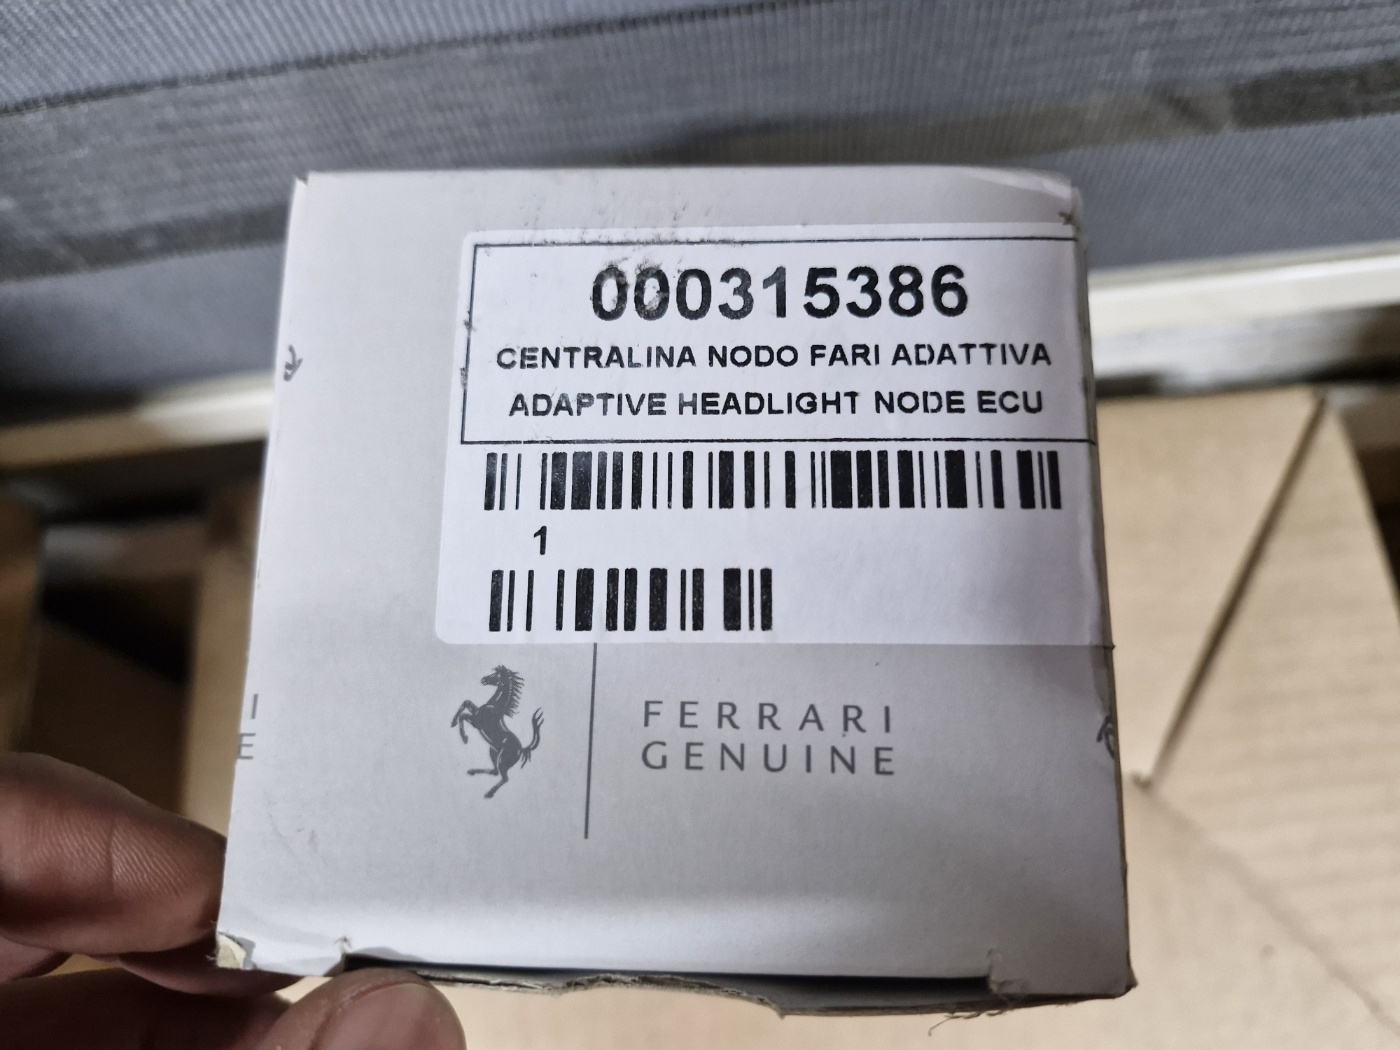 000315386
CENTRALINA NODO FARI ADATTIVA
ADAPTIVE HEADLIGHT NODE ECU
1
FERRARI
GENUINE
I
E